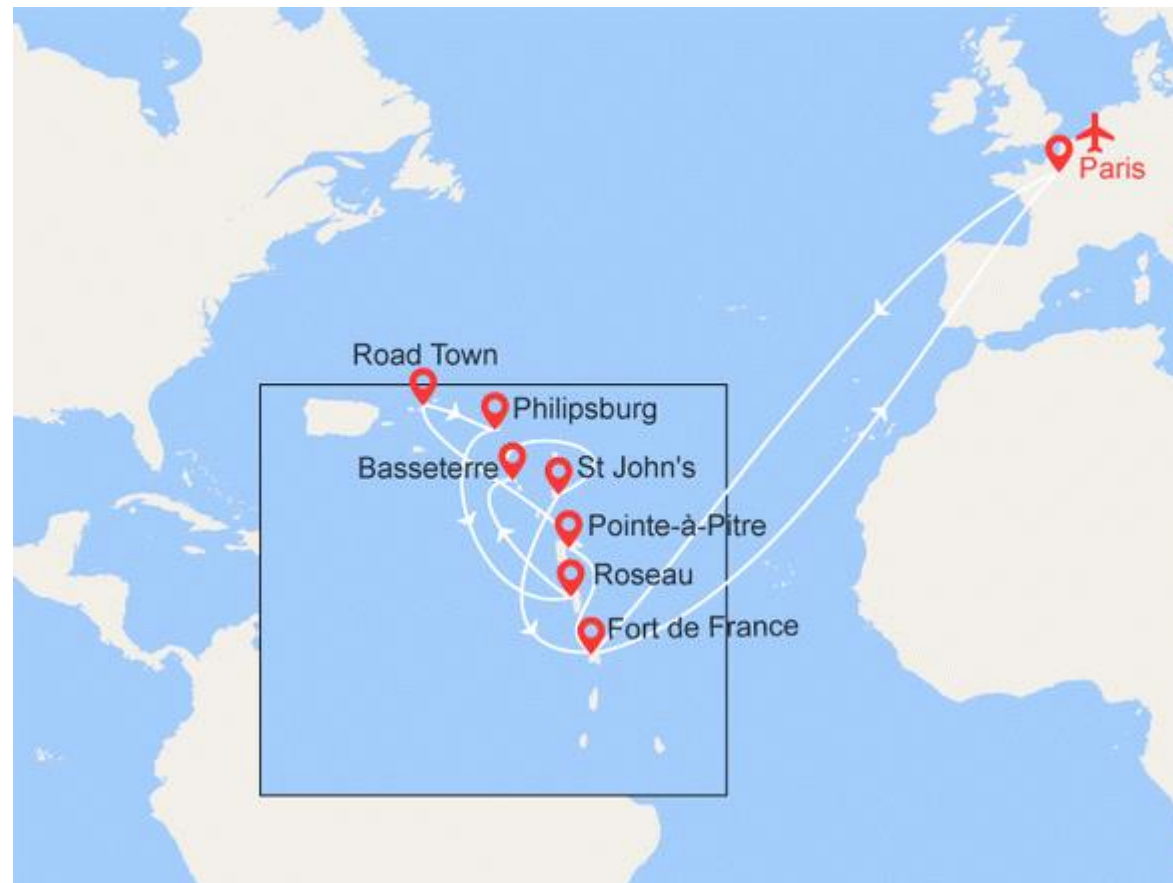 Paris
Road Town
Philipsburg
Basseterre
St John's
Pointe-à-Pitre
Roseau
Fort de France